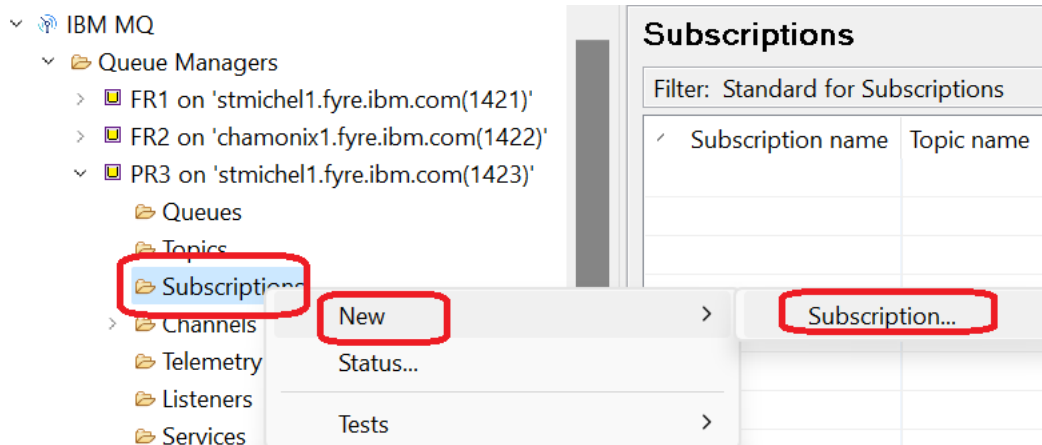 IBM MQ
Queue Managers
FR1 on 'stmichel1.fyre.ibm.com(1421)'
FR2 on 'chamonix1.fyre.ibm.com(1422)'
PR3 on 'stmichel1.fyre.ibm.com(1423)'
Queues
Topics
Subscriptions
Channels
Telemetry
Listeners
Services
New
Status...
Tests
Subscription...
Subscriptions
Filter: Standard for Subscriptions
Subscription name Topic name